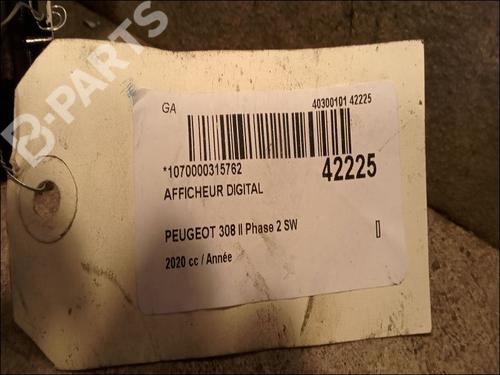 GA
40300101 42225
*1070000315762
42225
AFFICHEUR DIGITAL
PEUGEOT 308 II Phase 2 SW
2020 cc / Année
B-PARTS